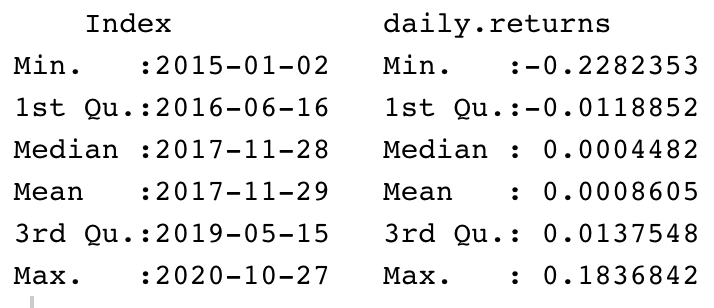 Index              daily.returns
Min.   :2015-01-02   Min.   :-0.2282353
1st Qu.:2016-06-16   1st Qu.:-0.0118852
Median :2017-11-28   Median : 0.0004482
Mean   :2017-11-29   Mean   : 0.0008605
3rd Qu.:2019-05-15   3rd Qu.: 0.0137548
Max.   :2020-10-27   Max.   : 0.1836842